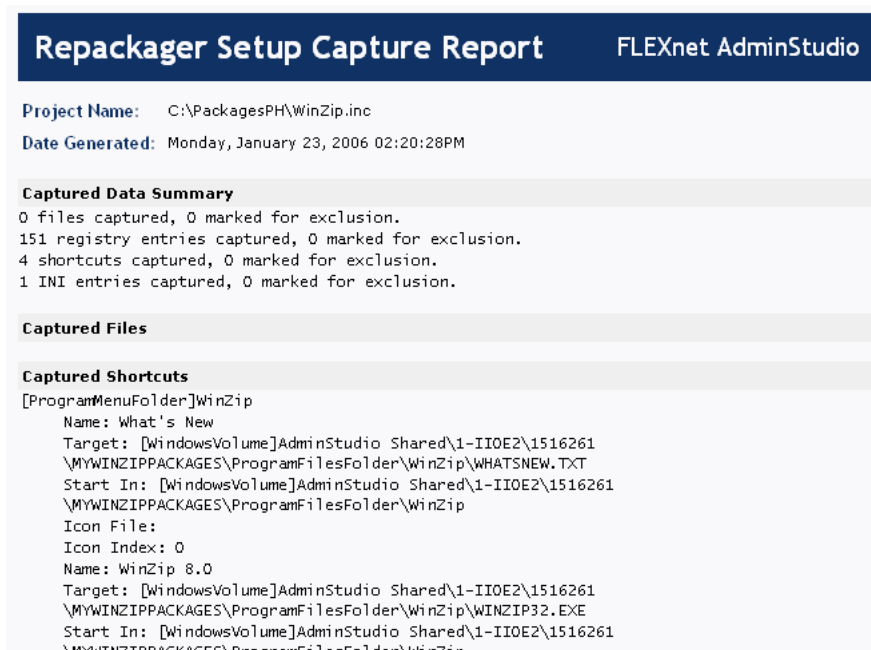 Repackager Setup Capture Report FLEXnet AdminStudio
Project Name: C:\PackagesPH\WinZip.inc
Date Generated: Monday, January 23, 2006 02:20:28PM
Captured Data Summary
0 files captured, 0 marked for exclusion.
151 registry entries captured, 0 marked for exclusion.
4 shortcuts captured, 0 marked for exclusion.
1 INI entries captured, 0 marked for exclusion.
Captured Files
Captured Shortcuts
[ProgramMenuFolder]WinZip
Name: What's New
Target: [WindowsVolume]AdminStudio Shared\1-IIOE2\1516261
\MYWINZIPPACKAGES\ProgramFilesFolder\WinZip\WHATSNEW.TXT
Start In: [WindowsVolume]AdminStudio Shared\1-IIOE2\1516261
\MYWINZIPPACKAGES\ProgramFilesFolder\WinZip
Icon File:
Icon Index: 0
Name: WinZip 8.0
Target: [WindowsVolume]AdminStudio Shared\1-IIOE2\1516261
\MYWINZIPPACKAGES\ProgramFilesFolder\WinZip\WINZIP32.EXE
Start In: [WindowsVolume]AdminStudio Shared\1-IIOE2\1516261
\MYWINZIPPACKAGES\ProgramFilesFolder\WinZip